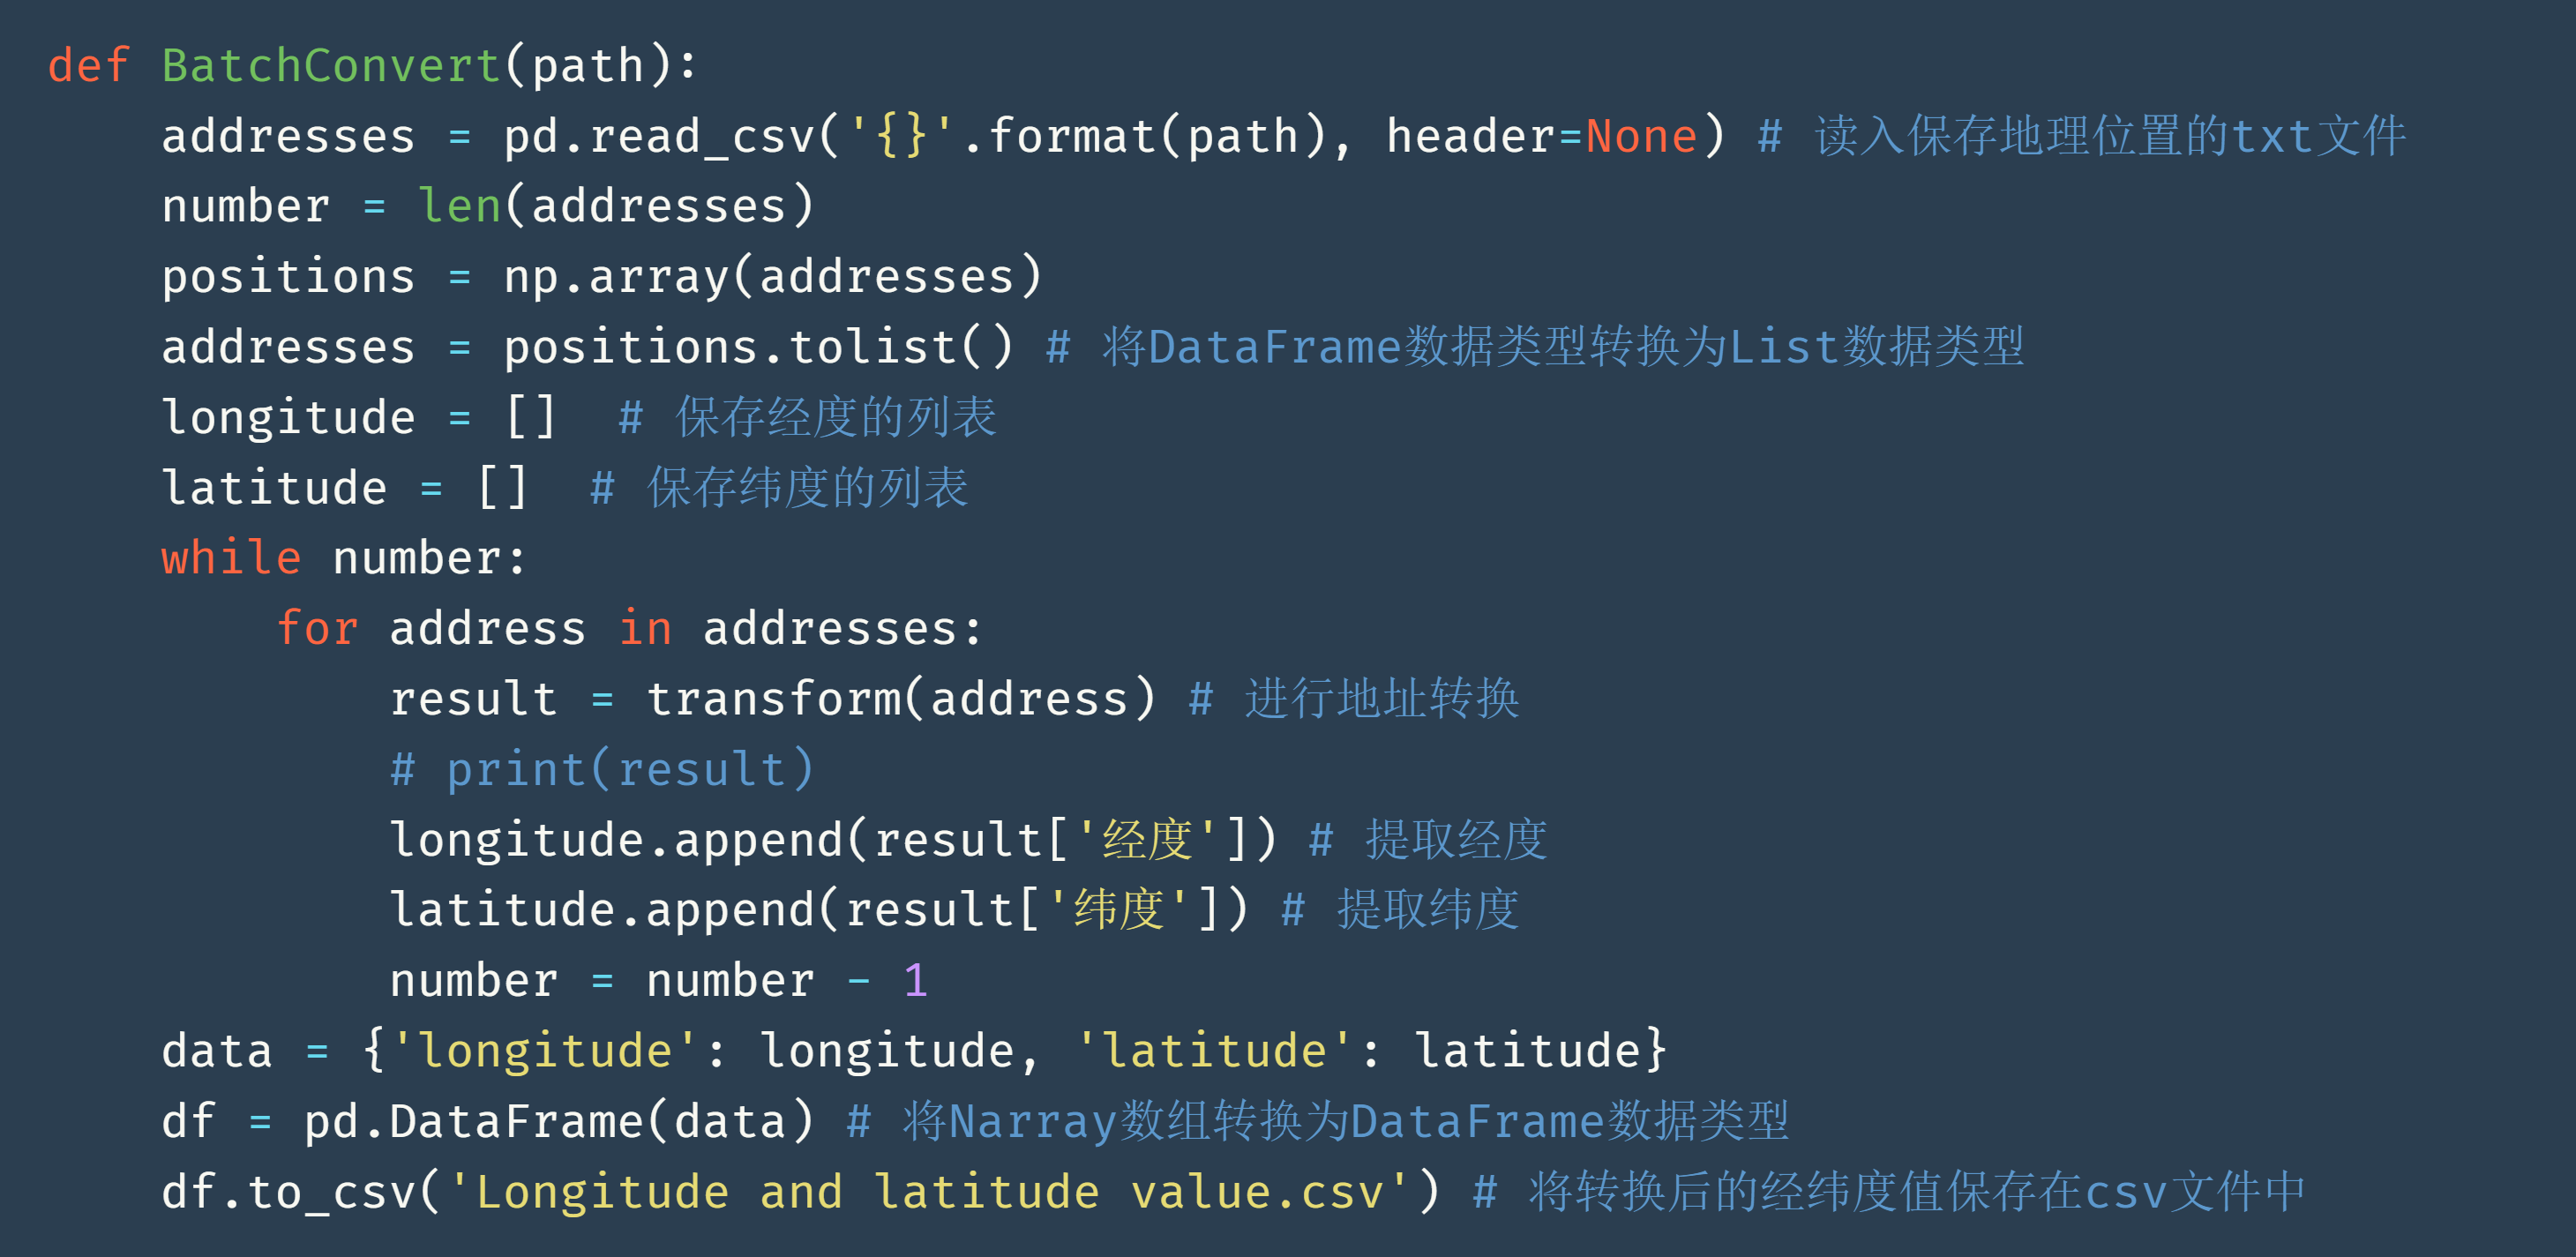 def BatchConvert(path):
    addresses = pd.read_csv('{}'.format(path), header=None) # 读入保存地理位置的txt文件
    number = len(addresses)
    positions = np.array(addresses)
    addresses = positions.tolist() # 将DataFrame数据类型转换为List数据类型
    longitude = []  # 保存经度的列表
    latitude = []  # 保存纬度的列表
    while number:
        for address in addresses:
            result = transform(address) # 进行地址转换
            # print(result)
            longitude.append(result['经度']) # 提取经度
            latitude.append(result['纬度']) # 提取纬度
            number = number - 1
    data = {'longitude': longitude, 'latitude': latitude}
    df = pd.DataFrame(data) # 将Narray数组转换为DataFrame数据类型
    df.to_csv('Longitude and latitude value.csv') # 将转换后的经纬度值保存在csv文件中